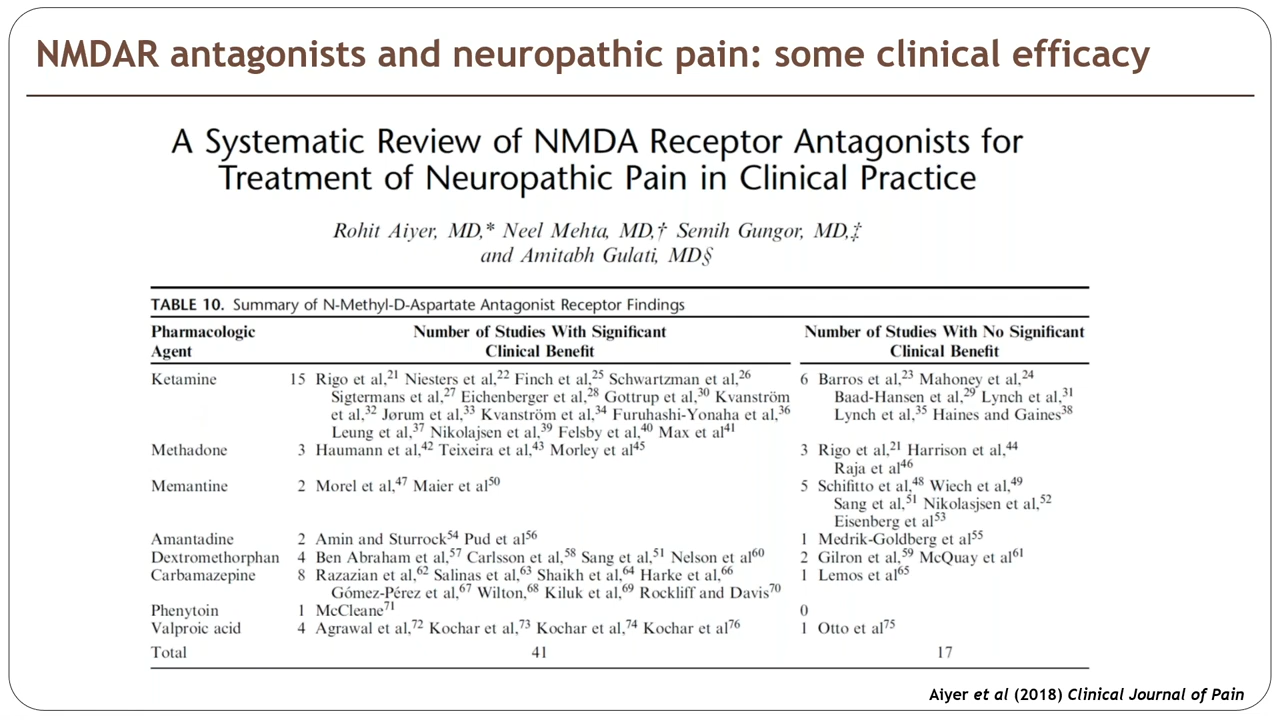 NMDAR antagonists and neuropathic pain: some clinical efficacy
A Systematic Review of NMDA Receptor Antagonists for
Treatment of Neuropathic Pain in Clinical Practice
Rohit Aiyer, MD,* Neel Mehta, MD,† Semih Gungor, MD,‡
and Amitabh Gulati, MD§
TABLE 10. Summary of N-Methyl-D-Aspartate Antagonist Receptor Findings
Pharmacologic Number of Studies With Significant Number of Studies With No Significant
Agent Clinical Benefit Clinical Benefit
Ketamine 15 Rigo et al,21 Niesters et al,22 Finch et al,25 Schwartzman et al,26 6 Barros et al,23 Mahoney et al,24
Sigtermans et al,27 Eichenberger et al,28 Gottrup et al,30 Kvanström Baad-Hansen et al,29 Lynch et al,31
et al,32 Jørum et al,33 Kvanström et al,34 Furuhashi-Yonaha et al,36 Lynch et al,35 Haines and Gaines38
Leung et al,37 Nikolajsen et al,39 Felsby et al,40 Max et al41
Methadone 3 Haumann et al,42 Teixeira et al,43 Morley et al45 3 Rigo et al,21 Harrison et al,44
Raja et al46
Memantine 2 Morel et al,47 Maier et al50 5 Schifitto et al,48 Wiech et al,49
Sang et al,51 Nikolasjsen et al,52
Eisenberg et al53
Amantadine 2 Amin and Sturrock54 Pud et al56 1 Medrik-Goldberg et al55
Dextromethorphan 4 Ben Abraham et al,57 Carlsson et al,58 Sang et al,51 Nelson et al60 2 Gilron et al,59 McQuay et al61
Carbamazepine 8 Razazian et al,62 Salinas et al,63 Shaikh et al,64 Harke et al,66 1 Lemos et al65
Gómez-Pérez et al,67 Wilton,68 Kiluk et al,69 Rockliff and Davis70
Phenytoin 1 McCleane71 0
Valproic acid 4 Agrawal et al,72 Kochar et al,73 Kochar et al,74 Kochar et al76 1 Otto et al75
Total 41 17
Aiyer et al (2018) Clinical Journal of Pain